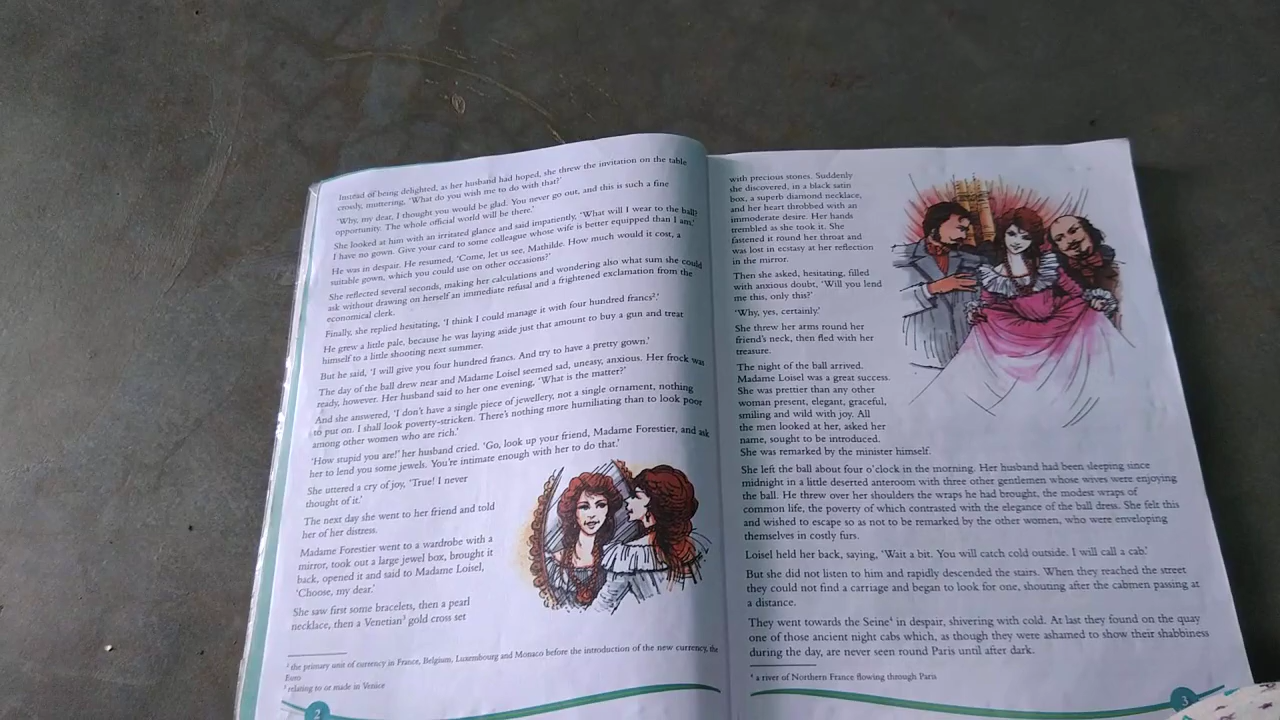 Instead of being delighted, as her husband had hoped, she threw the invitation on the table
crossly, muttering, 'What do you wish me to do with that?'
'Why, my dear, I thought you would be glad. You never go out, and this is such a fine
opportunity. The whole official world will be there.'
She looked at him with an irritated glance and said impatiently, 'What will I wear to the ball?
I have no gown. Give your card to some colleague whose wife is better equipped than I am.'
He was in despair. He resumed, 'Come, let us see, Mathilde. How much would it cost, a
suitable gown, which you could use on other occasions?'
She reflected several seconds, making her calculations and wondering also what sum she could
ask without drawing on herself an immediate refusal and a frightened exclamation from the
economical clerk.
Finally, she replied hesitating, 'I think I could manage it with four hundred francs².'
He grew a little pale, because he was laying aside just that amount to buy a gun and treat
himself to a little shooting next summer.
But he said, 'I will give you four hundred francs. And try to have a pretty gown.'
The day of the ball drew near and Madame Loisel seemed sad, uneasy, anxious. Her frock was
ready, however. Her husband said to her one evening, 'What is the matter?'
And she answered, 'I don't have a single piece of jewellery, not a single ornament, nothing
to put on. I shall look poverty-stricken. There's nothing more humiliating than to look poor
among other women who are rich.'
'How stupid you are!' her husband cried. 'Go, look up your friend, Madame Forestier, and ask
her to lend you some jewels. You're intimate enough with her to do that.'
She uttered a cry of joy, 'True! I never
thought of it.'
The next day she went to her friend and told
her of her distress.
Madame Forestier went to a wardrobe with a
mirror, took out a large jewel box, brought it
back, opened it and said to Madame Loisel,
'Choose, my dear.'
She saw first some bracelets, then a pearl
necklace, then a Venetian³ gold cross set
² the primary unit of currency in France, Belgium, Luxembourg and Monaco before the introduction of the new currency, the
Euro
³ relating to or made in Venice
2
with precious stones. Suddenly
she discovered, in a black satin
box, a superb diamond necklace,
and her heart throbbed with an
immoderate desire. Her hands
trembled as she took it. She
fastened it round her throat and
was lost in ecstasy at her reflection
in the mirror.
Then she asked, hesitating, filled
with anxious doubt, 'Will you lend
me this, only this?'
'Why, yes, certainly.'
She threw her arms round her
friend's neck, then fled with her
treasure.
The night of the ball arrived.
Madame Loisel was a great success.
She was prettier than any other
woman present, elegant, graceful,
smiling and wild with joy. All
the men looked at her, asked her
name, sought to be introduced.
She was remarked by the minister himself.
She left the ball about four o'clock in the morning. Her husband had been sleeping since
midnight in a little deserted anteroom with three other gentlemen whose wives were enjoying
the ball. He threw over her shoulders the wraps he had brought, the modest wraps of
common life, the poverty of which contrasted with the elegance of the ball dress. She felt this
and wished to escape so as not to be remarked by the other women, who were enveloping
themselves in costly furs.
Loisel held her back, saying, 'Wait a bit. You will catch cold outside. I will call a cab.'
But she did not listen to him and rapidly descended the stairs. When they reached the street
they could not find a carriage and began to look for one, shouting after the cabmen passing at
a distance.
They went towards the Seine⁴ in despair, shivering with cold. At last they found on the quay
one of those ancient night cabs which, as though they were ashamed to show their shabbiness
during the day, are never seen round Paris until after dark.
⁴ a river of Northern France flowing through Paris
3